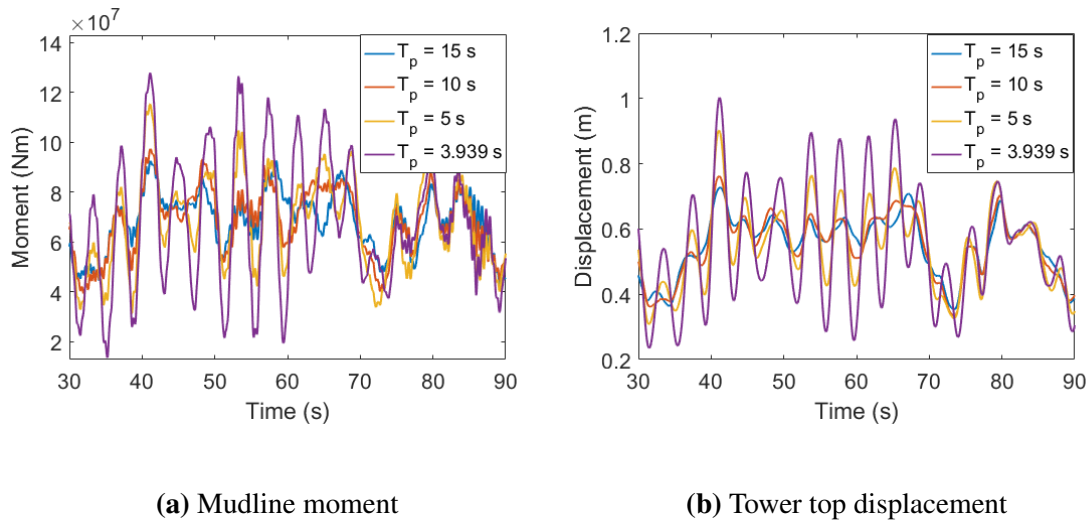 ×10⁷
14
12
10
8
6
4
2
Moment (Nm)
30 40 50 60 70 80 90
Time (s)
T_p = 15 s
T_p = 10 s
T_p = 5 s
T_p = 3.939 s
(a) Mudline moment
1.2
1
0.8
0.6
0.4
0.2
Displacement (m)
30 40 50 60 70 80 90
Time (s)
T_p = 15 s
T_p = 10 s
T_p = 5 s
T_p = 3.939 s
(b) Tower top displacement